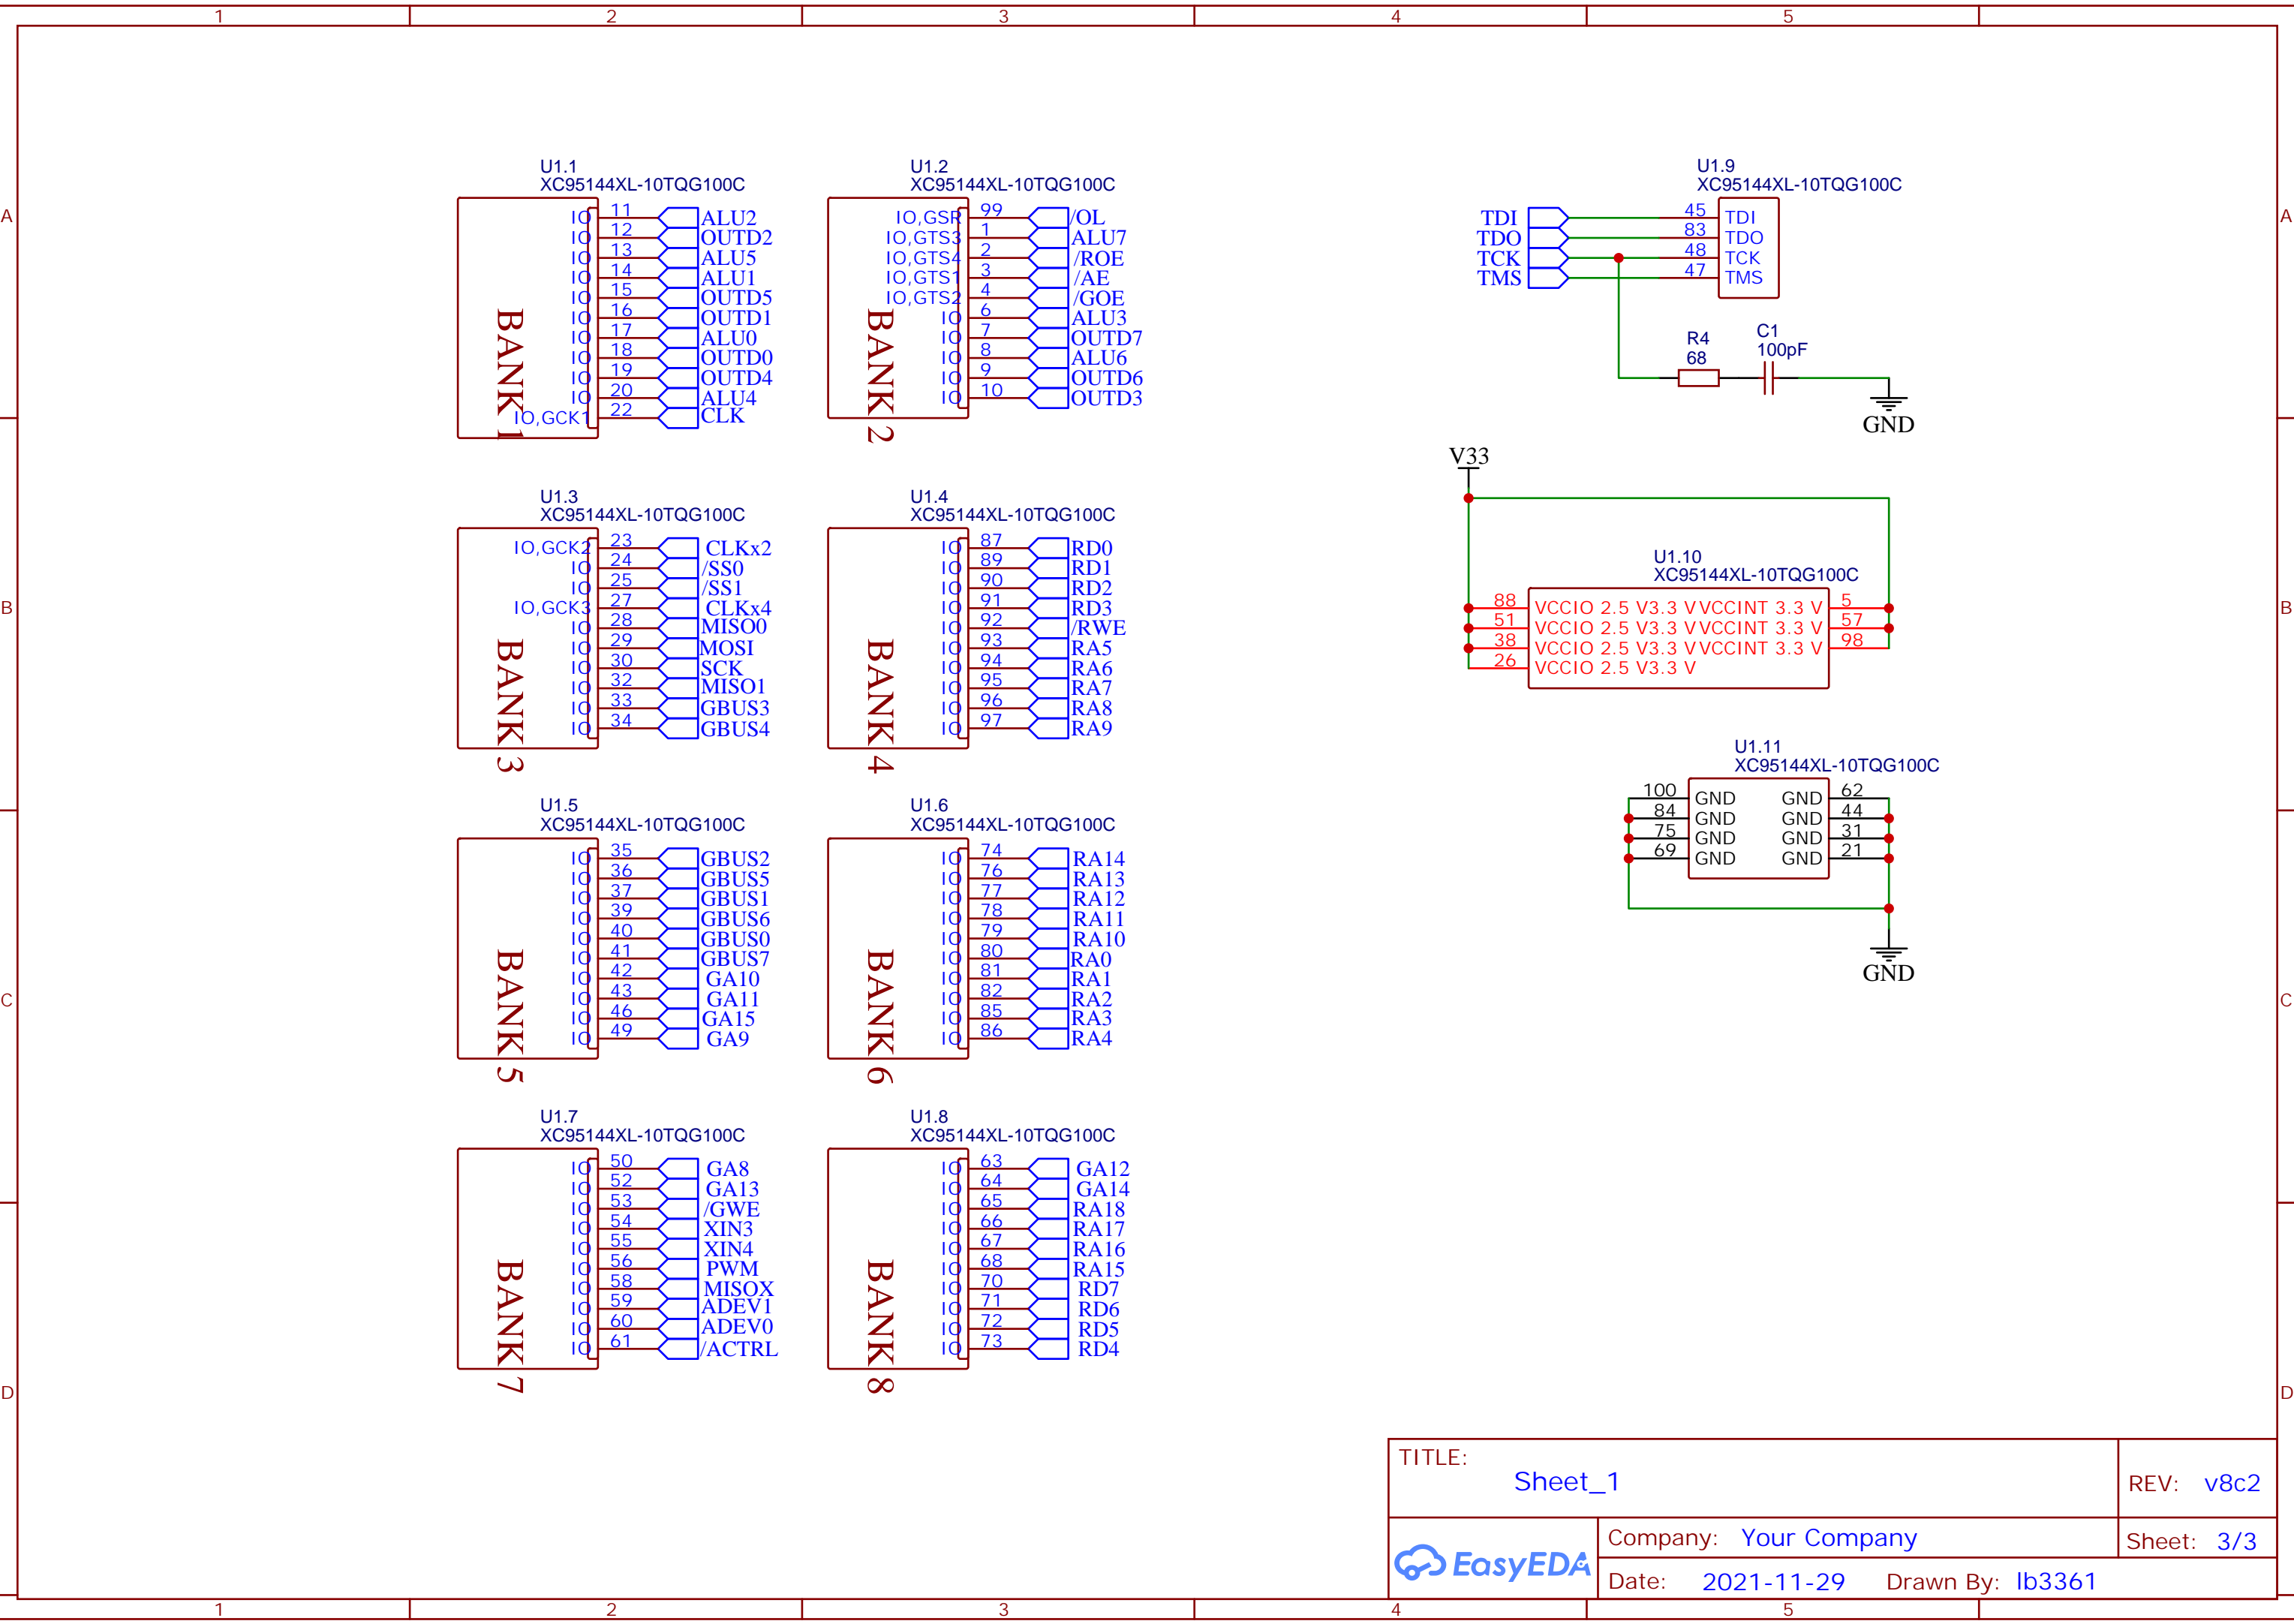 1 2 3 4 5
A A
B B
C C
D D
U1.1
XC95144XL-10TQG100C
BANK 1
IO 11 ALU2
IO 12 OUTD2
IO 13 ALU5
IO 14 ALU1
IO 15 OUTD5
IO 16 OUTD1
IO 17 ALU0
IO 18 OUTD0
IO 19 OUTD4
IO 20 ALU4
IO,GCK1 22 CLK
U1.2
XC95144XL-10TQG100C
BANK 2
IO,GSR 99 /OL
IO,GTS3 1 ALU7
IO,GTS4 2 /ROE
IO,GTS1 3 /AE
IO,GTS2 4 /GOE
IO 6 ALU3
IO 7 OUTD7
IO 8 ALU6
IO 9 OUTD6
IO 10 OUTD3
U1.3
XC95144XL-10TQG100C
BANK 3
IO,GCK2 23 CLKx2
IO 24 /SS0
IO 25 /SS1
IO,GCK3 27 CLKx4
IO 28 MISO0
IO 29 MOSI
IO 30 SCK
IO 32 MISO1
IO 33 GBUS3
IO 34 GBUS4
U1.4
XC95144XL-10TQG100C
BANK 4
IO 87 RD0
IO 89 RD1
IO 90 RD2
IO 91 RD3
IO 92 /RWE
IO 93 RA5
IO 94 RA6
IO 95 RA7
IO 96 RA8
IO 97 RA9
U1.5
XC95144XL-10TQG100C
BANK 5
IO 35 GBUS2
IO 36 GBUS5
IO 37 GBUS1
IO 39 GBUS6
IO 40 GBUS0
IO 41 GBUS7
IO 42 GA10
IO 43 GA11
IO 46 GA15
IO 49 GA9
U1.6
XC95144XL-10TQG100C
BANK 6
IO 74 RA14
IO 76 RA13
IO 77 RA12
IO 78 RA11
IO 79 RA10
IO 80 RA0
IO 81 RA1
IO 82 RA2
IO 85 RA3
IO 86 RA4
U1.7
XC95144XL-10TQG100C
BANK 7
IO 50 GA8
IO 52 GA13
IO 53 /GWE
IO 54 XIN3
IO 55 XIN4
IO 56 PWM
IO 58 MISOX
IO 59 ADEV1
IO 60 ADEV0
IO 61 /ACTRL
U1.8
XC95144XL-10TQG100C
BANK 8
IO 63 GA12
IO 64 GA14
IO 65 RA18
IO 66 RA17
IO 67 RA16
IO 68 RA15
IO 70 RD7
IO 71 RD6
IO 72 RD5
IO 73 RD4
U1.9
XC95144XL-10TQG100C
TDI 45 TDI
TDO 83 TDO
TCK 48 TCK
TMS 47 TMS
R4
68
C1
100pF
GND
V33
U1.10
XC95144XL-10TQG100C
88 VCCIO 2.5 V3.3 V VCCINT 3.3 V 5
51 VCCIO 2.5 V3.3 V VCCINT 3.3 V 57
38 VCCIO 2.5 V3.3 V VCCINT 3.3 V 98
26 VCCIO 2.5 V3.3 V
U1.11
XC95144XL-10TQG100C
100 GND GND 62
84 GND GND 44
75 GND GND 31
69 GND GND 21
GND
TITLE:
Sheet_1
REV: v8c2
EasyEDA
Company: Your Company
Sheet: 3/3
Date: 2021-11-29 Drawn By: lb3361
1 2 3 4 5